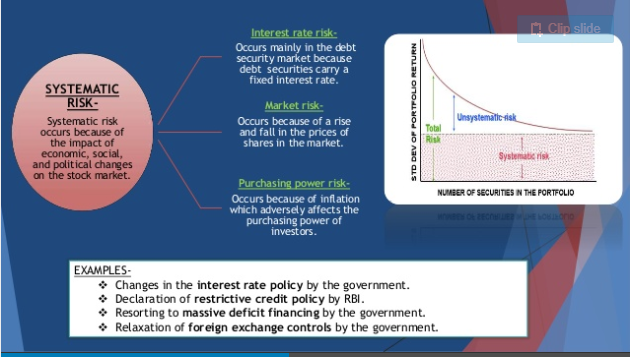 Clip slide
SYSTEMATIC
RISK-
Systematic risk
occurs because of
the impact of
economic, social,
and political changes
on the stock market.
Interest rate risk-
Occurs mainly in the debt
security market because
debt securities carry a
fixed interest rate.
Market risk-
Occurs because of a rise
and fall in the prices of
shares in the market.
Purchasing power risk-
Occurs because of inflation
which adversely affects the
purchasing power of
investors.
STD DEV OF PORTFOLIO RETURN
Unsystematic risk
Total
Risk
Systematic risk
NUMBER OF SECURITIES IN THE PORTFOLIO
EXAMPLES-
❖ Changes in the interest rate policy by the government.
❖ Declaration of restrictive credit policy by RBI.
❖ Resorting to massive deficit financing by the government.
❖ Relaxation of foreign exchange controls by the government.